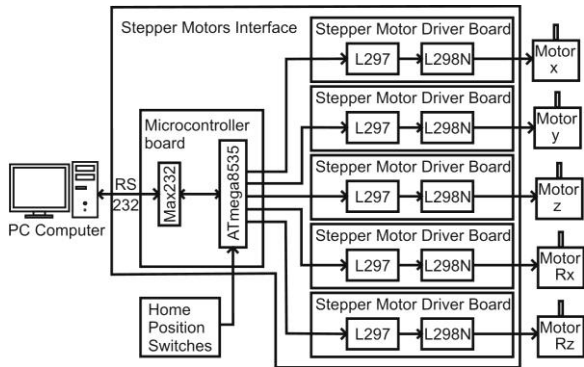 Stepper Motors Interface
Stepper Motor Driver Board
L297
L298N
Motor
x
Stepper Motor Driver Board
L297
L298N
Motor
y
Microcontroller
board
Max232
ATmega8535
RS
232
PC Computer
Stepper Motor Driver Board
L297
L298N
Motor
z
Stepper Motor Driver Board
L297
L298N
Motor
Rx
Home
Position
Switches
Stepper Motor Driver Board
L297
L298N
Motor
Rz